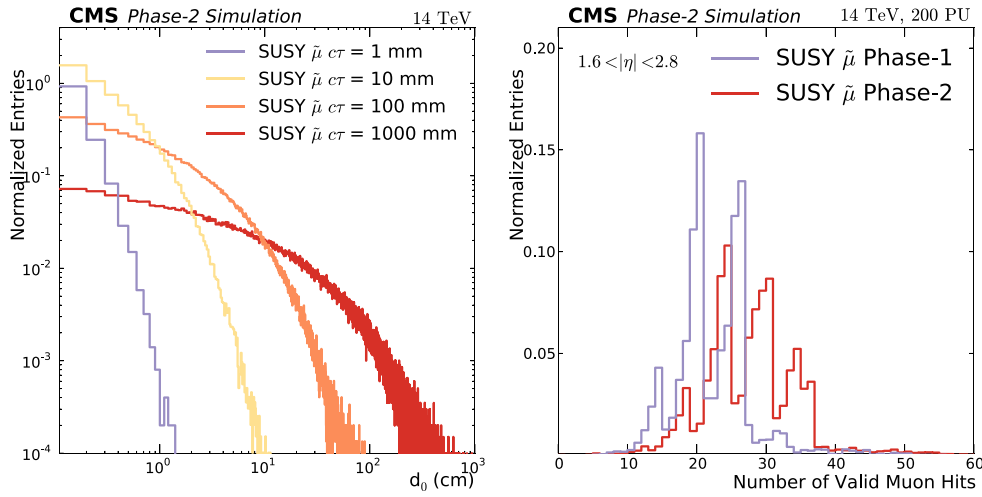 CMS Phase-2 Simulation 14 TeV
SUSY μ̃ cτ = 1 mm
SUSY μ̃ cτ = 10 mm
SUSY μ̃ cτ = 100 mm
SUSY μ̃ cτ = 1000 mm
Normalized Entries
10⁰
10⁻¹
10⁻²
10⁻³
10⁻⁴
10⁰ 10¹ 10² 10³
d₀ (cm)
CMS Phase-2 Simulation 14 TeV, 200 PU
1.6 <|η| <2.8
SUSY μ̃ Phase-1
SUSY μ̃ Phase-2
Normalized Entries
0.20
0.15
0.10
0.05
0 10 20 30 40 50 60
Number of Valid Muon Hits